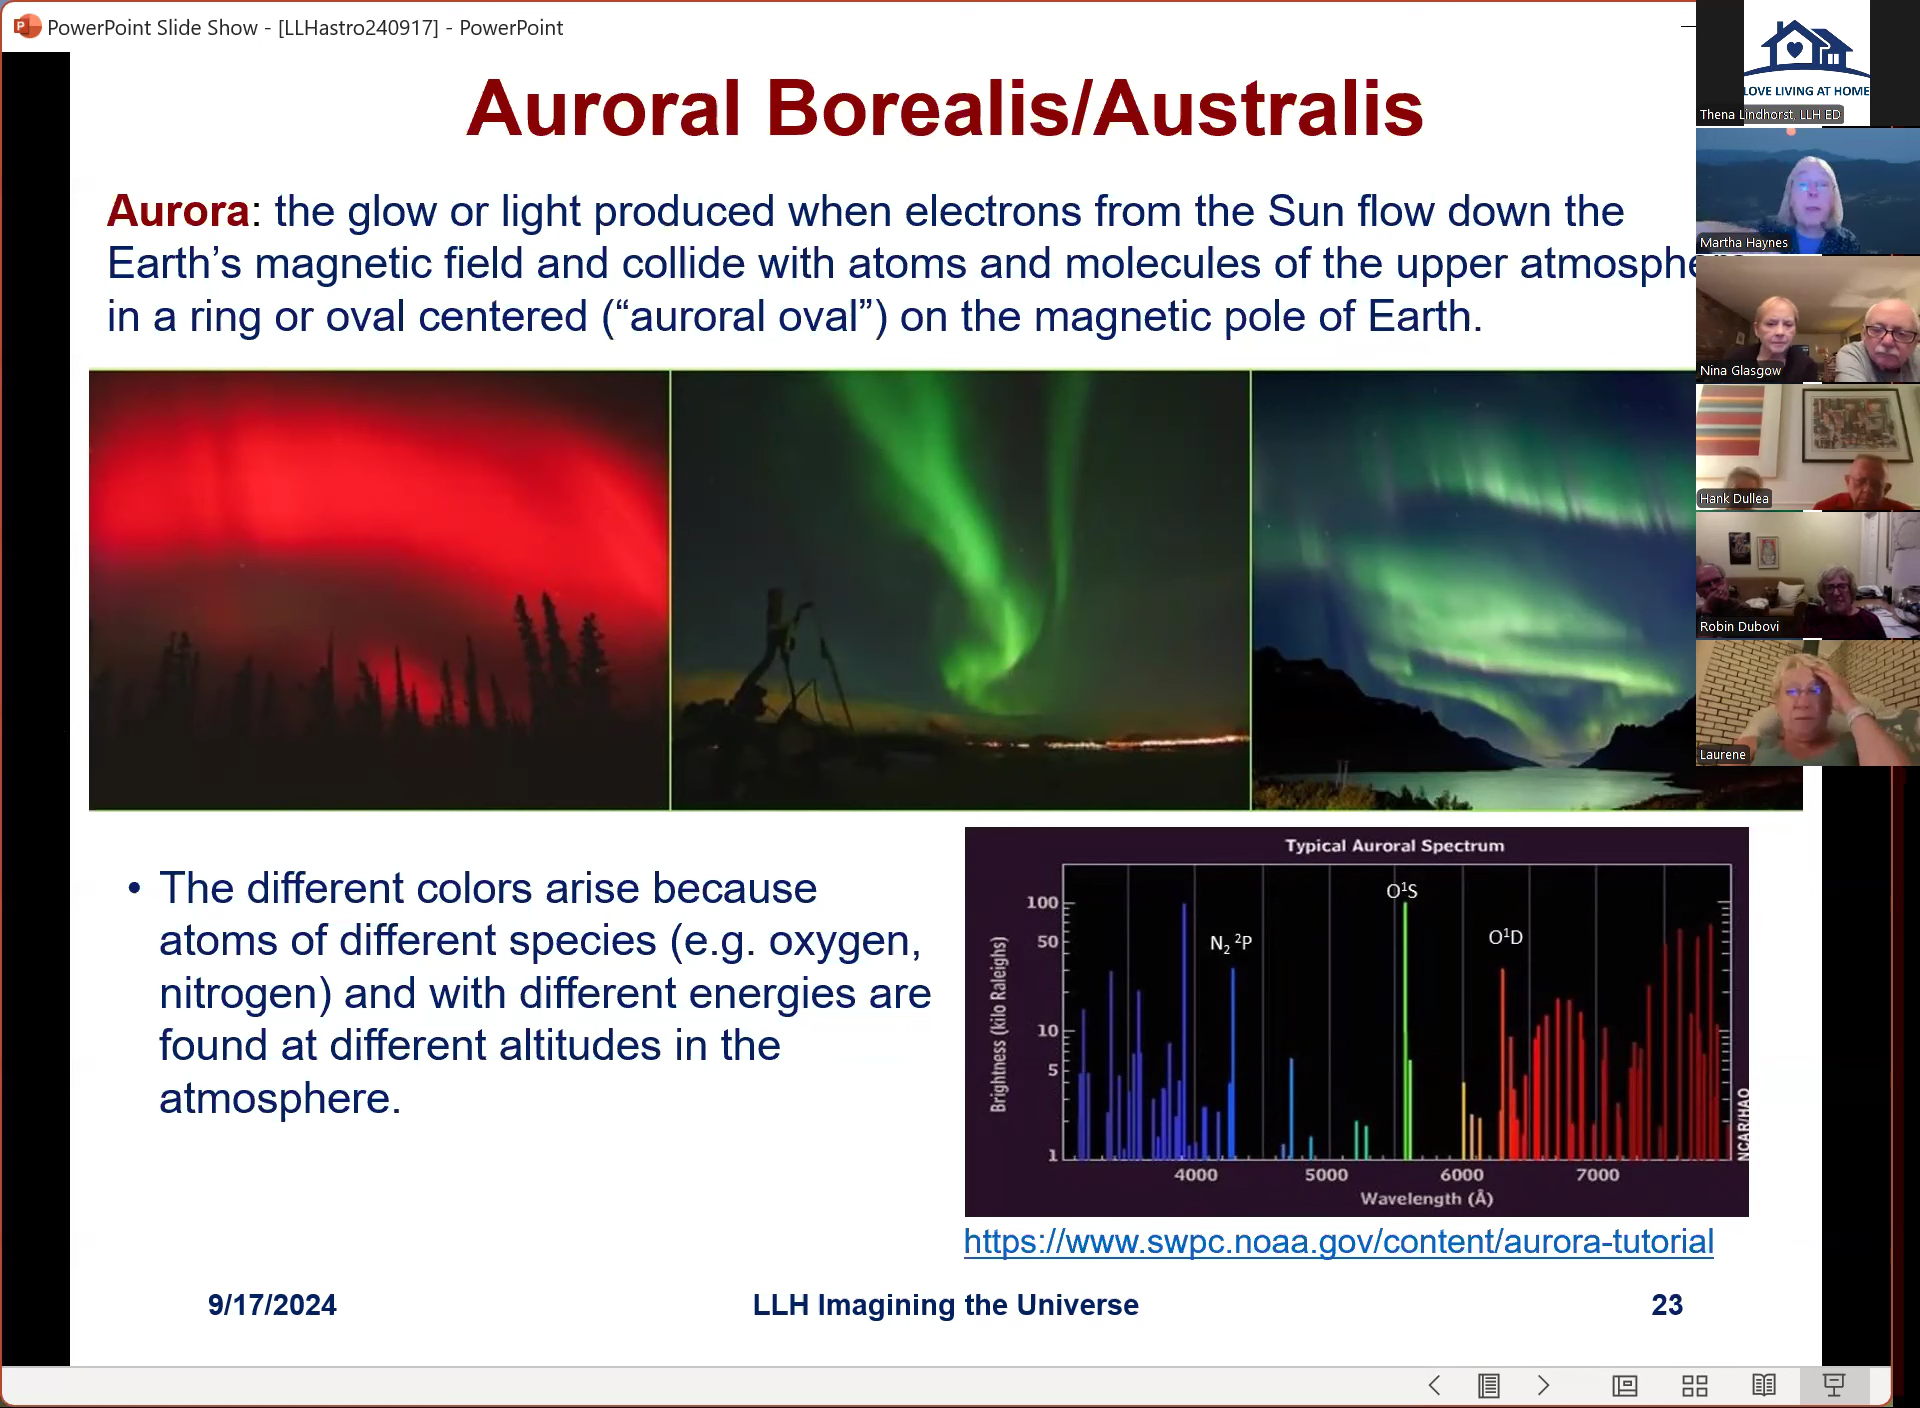 PowerPoint Slide Show - [LLHastro240917] - PowerPoint
Auroral Borealis/Australis
Aurora: the glow or light produced when electrons from the Sun flow down the
Earth's magnetic field and collide with atoms and molecules of the upper
in a ring or oval centered (“auroral oval”) on the magnetic pole of Earth.
LOVE LIVING AT HOME
Thena Lindhorst, LLH ED
Martha Haynes
Nina Glasgow
Hank Dullea
Robin Dubovi
Laurene
• The different colors arise because
atoms of different species (e.g. oxygen,
nitrogen) and with different energies are
found at different altitudes in the
atmosphere.
Typical Auroral Spectrum
O¹S
N₂ ²P
O¹D
100
50
10
5
1
Brightness (kilo Raleighs)
4000 5000 6000 7000
Wavelength (Å)
NCAR/HAO
https://www.swpc.noaa.gov/content/aurora-tutorial
9/17/2024 LLH Imagining the Universe 23